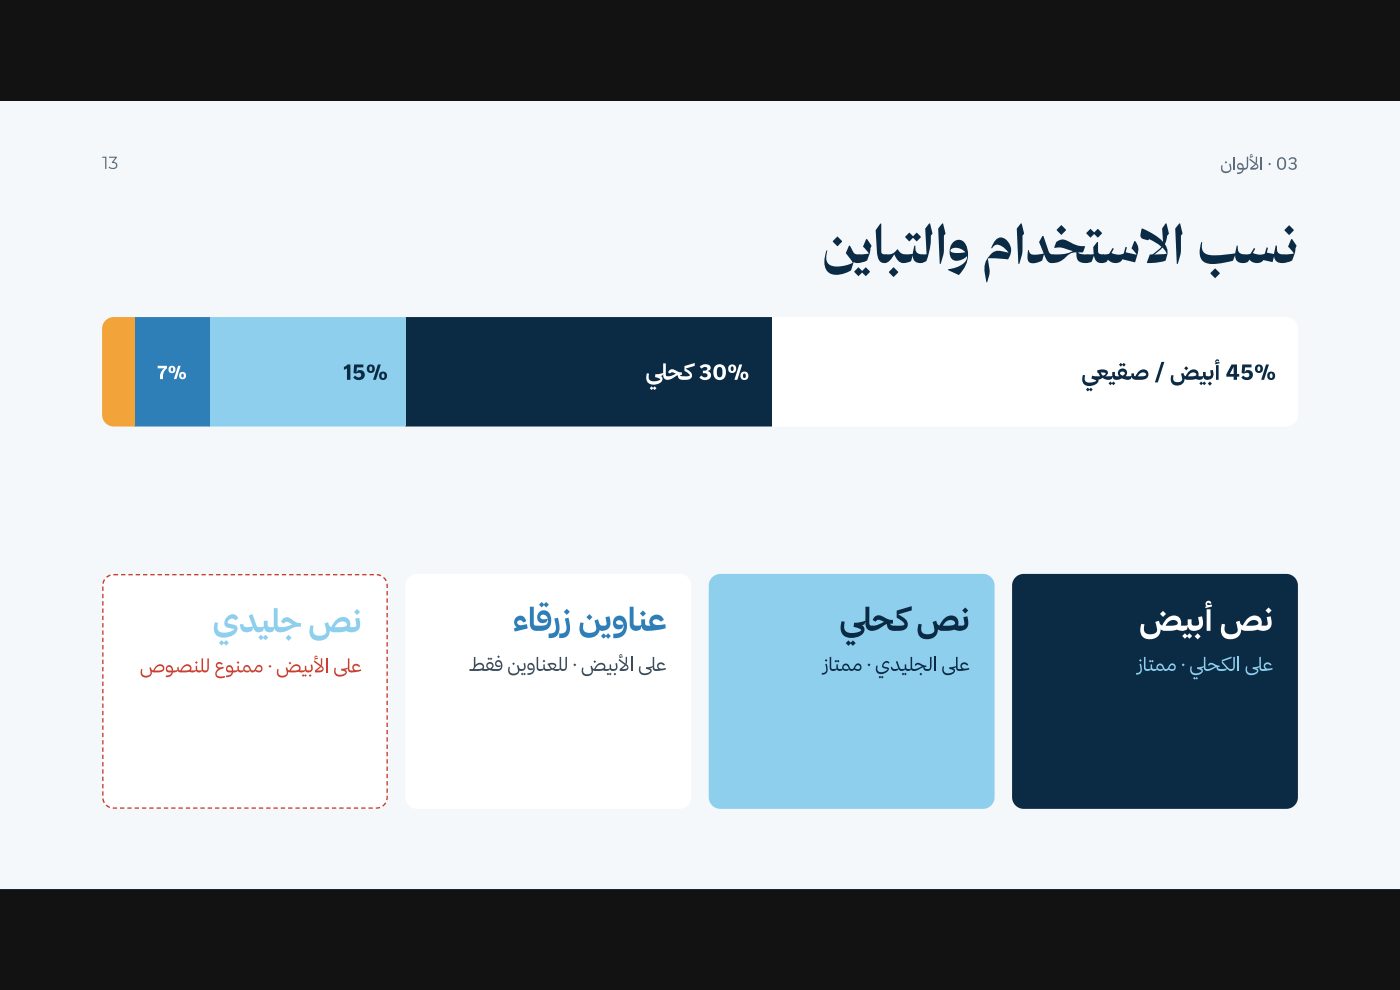 03 · الألوان
13
نسب الاستخدام والتباين
45% أبيض / صقيعي
30% كحلي
15%
7%
نص أبيض
على الكحلي · ممتاز
نص كحلي
على الجليدي · ممتاز
عناوين زرقاء
على الأبيض · للعناوين فقط
نص جليدي
على الأبيض · ممنوع للنصوص